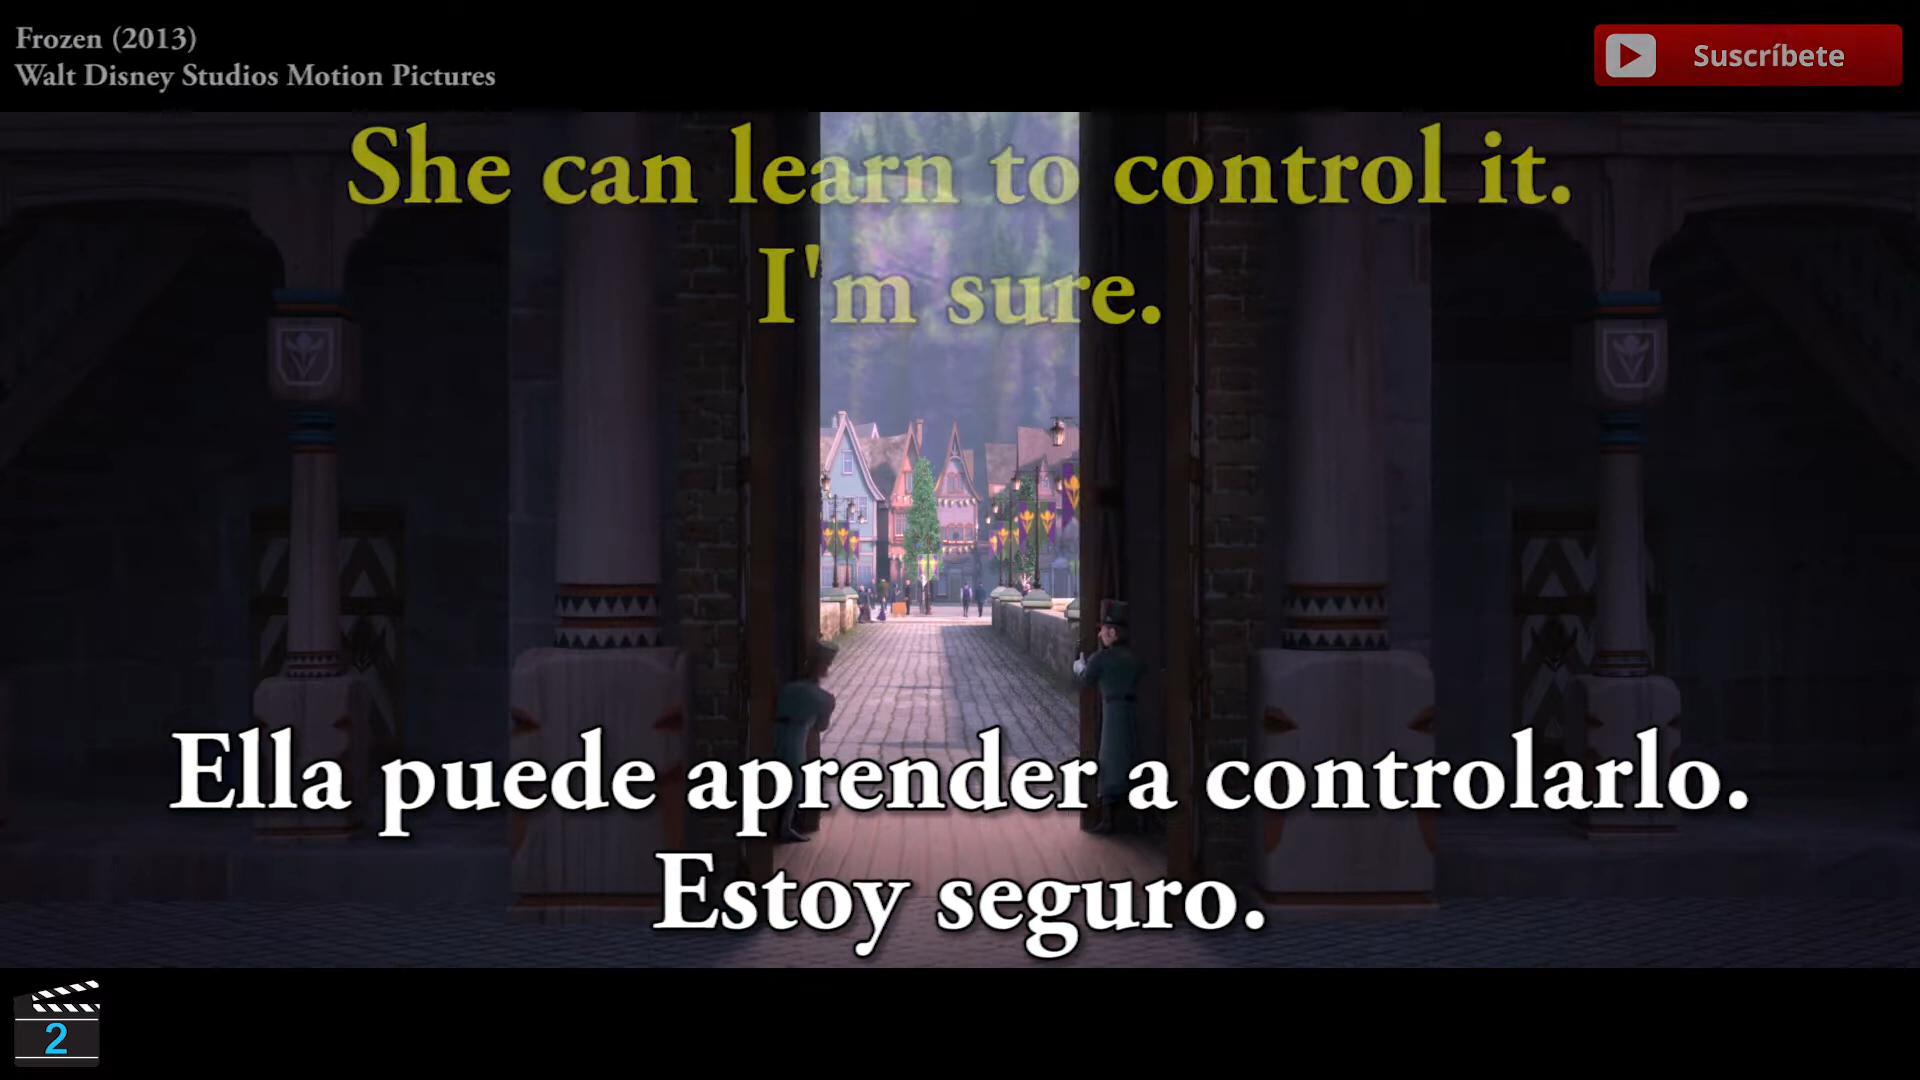 Frozen (2013)
Walt Disney Studios Motion Pictures
Suscríbete
She can learn to control it.
I'm sure.
Ella puede aprender a controlarlo.
Estoy seguro.
2